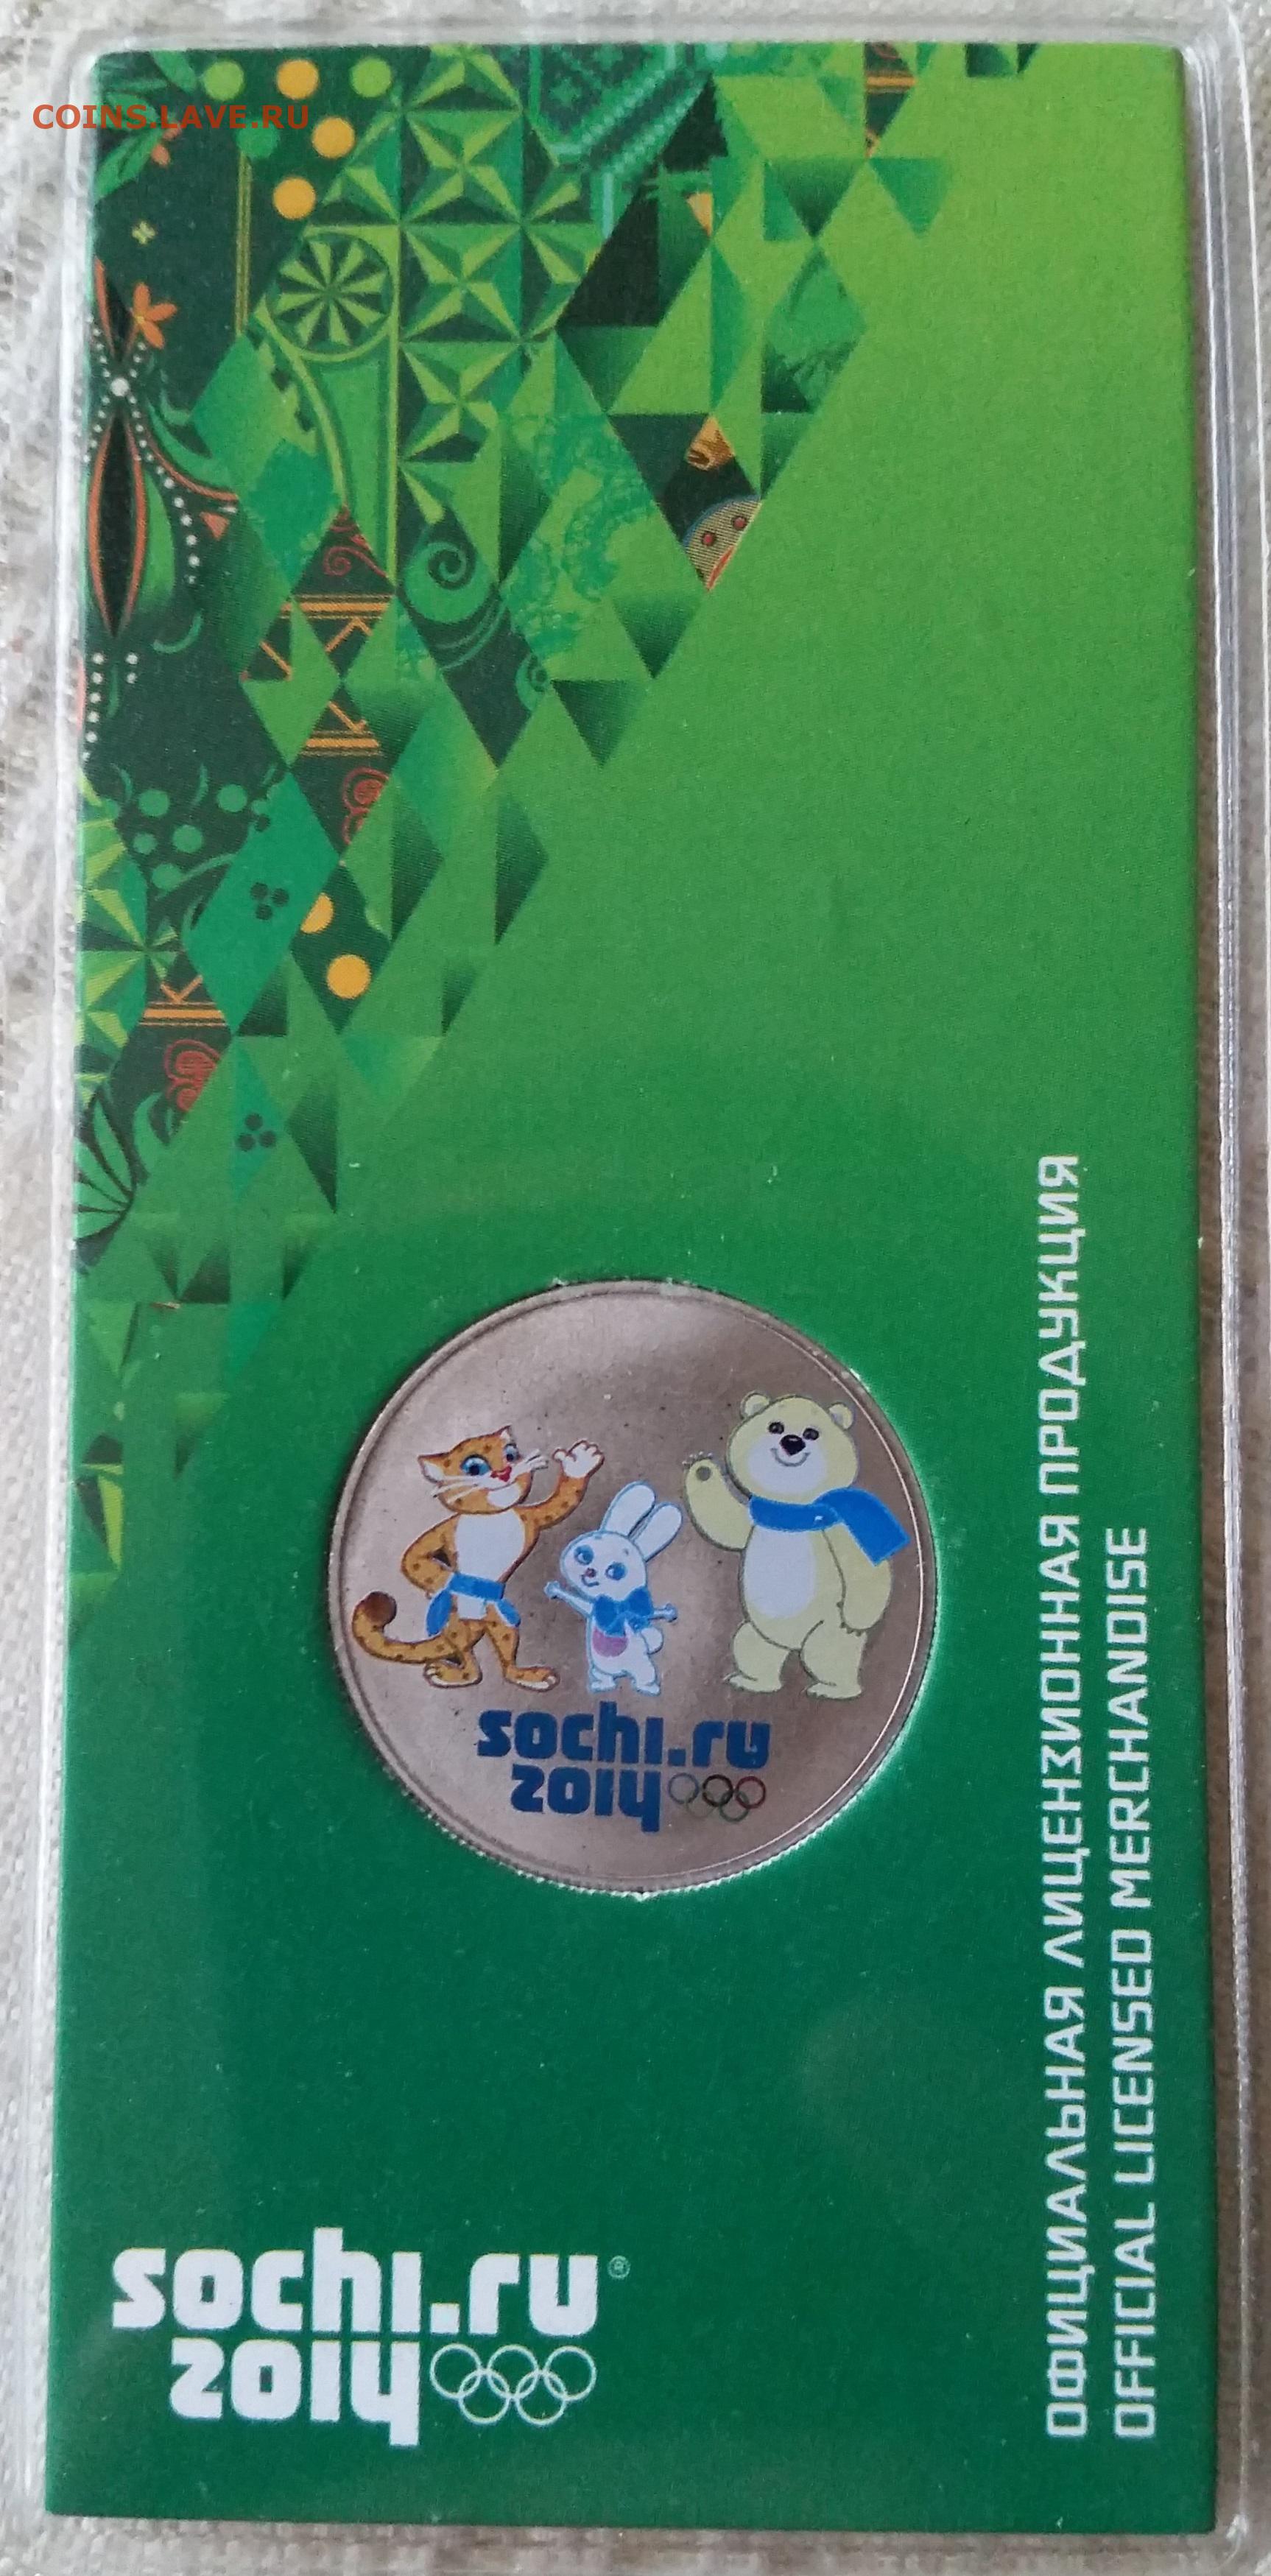 COINS.LAVE.RU
sochi.ru
2014
ОФИЦИАЛЬНАЯ ЛИЦЕНЗИОННАЯ ПРОДУКЦИЯ
OFFICIAL LICENSED MERCHANDISE
sochi.ru®
2014